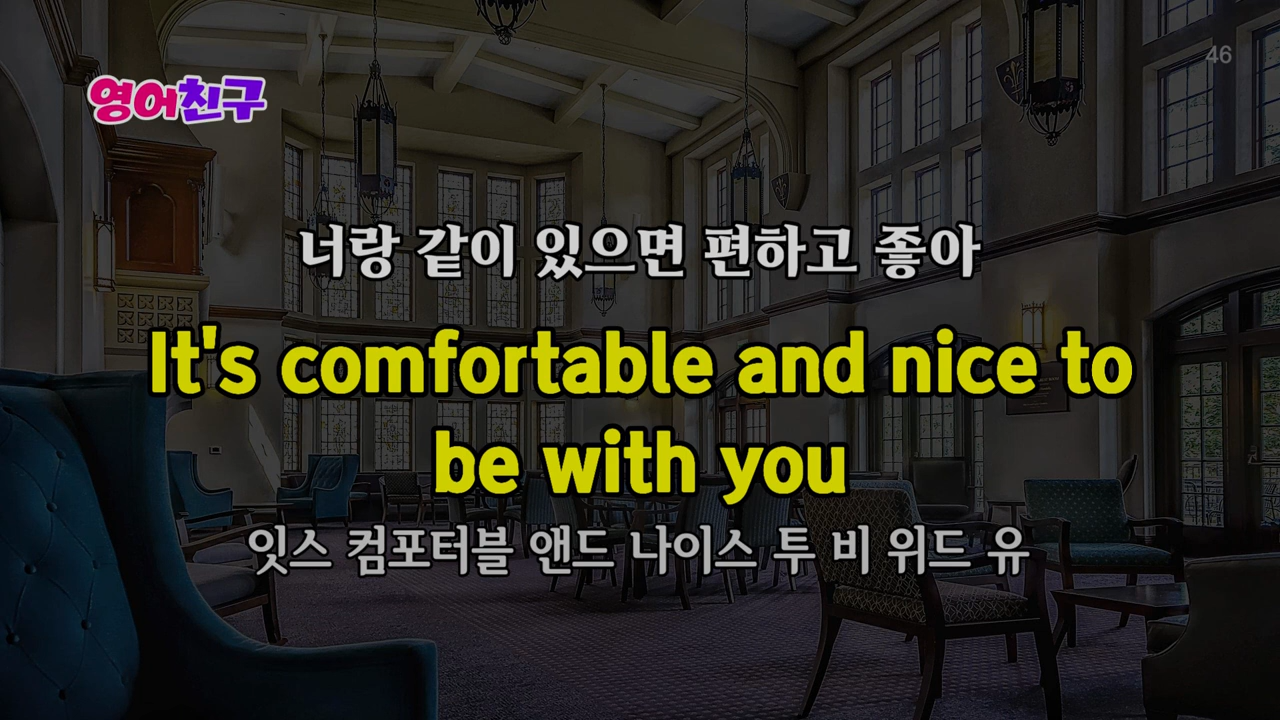 46
영어친구
너랑 같이 있으면 편하고 좋아
It's comfortable and nice to
be with you
잇스 컴포터블 앤드 나이스 투 비 위드 유